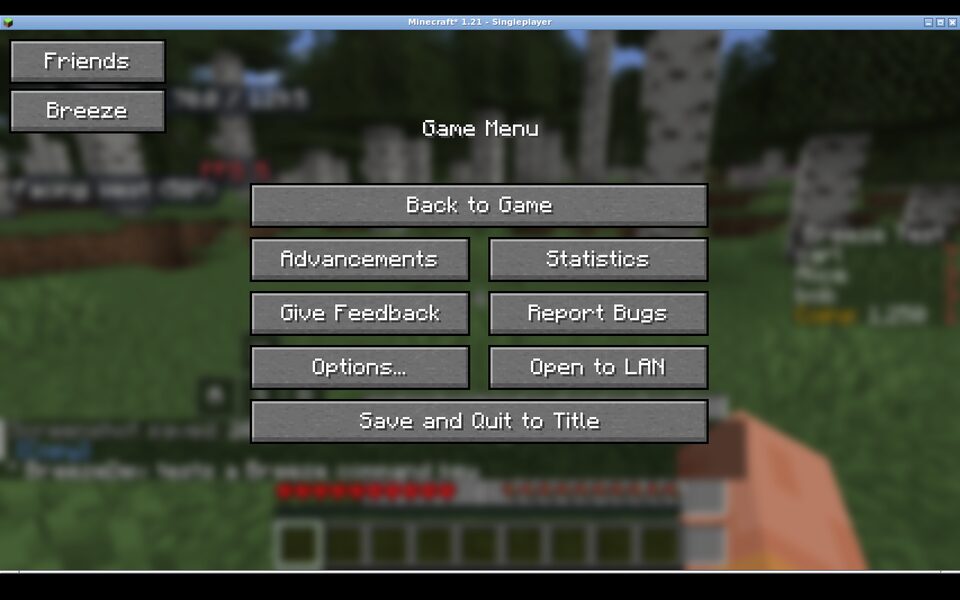 Minecraft* 1.21 - Singleplayer
Friends
Breeze
Game Menu
Back to Game
Advancements
Statistics
Give Feedback
Report Bugs
Options...
Open to LAN
Save and Quit to Title